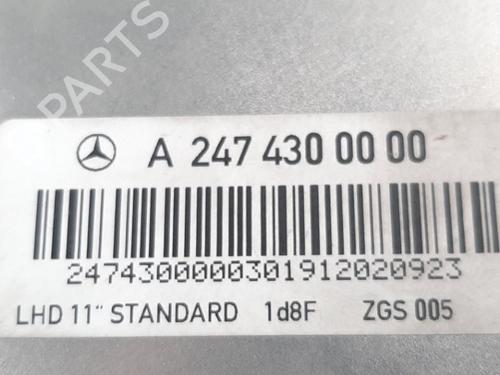 B PARTS
A 247 430 00 00
2474300000301912020923
LHD 11" STANDARD 1d8F ZGS 005